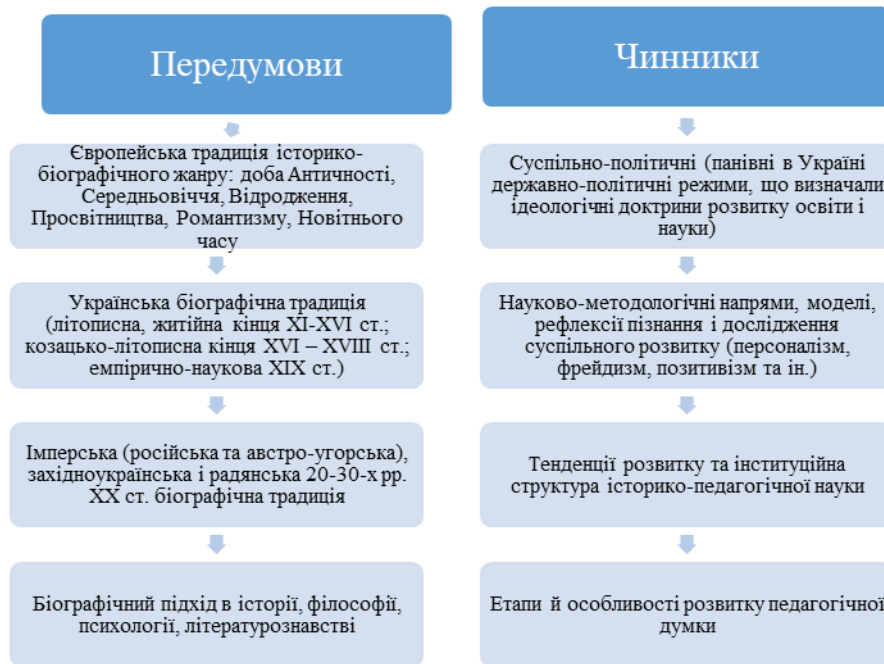 Передумови
Європейська традиція історико-
біографічного жанру: доба Античності,
Середньовіччя, Відродження,
Просвітництва, Романтизму, Новітнього
часу
Українська біографічна традиція
(літописна, житійна кінця XI-XVI ст.;
козацько-літописна кінця XVI – XVIII ст.;
емпірично-наукова XIX ст.)
Імперська (російська та австро-угорська),
західноукраїнська і радянська 20-30-х рр.
XX ст. біографічна традиція
Біографічний підхід в історії, філософії,
психології, літературознавстві
Чинники
Суспільно-політичні (панівні в Україні
державно-політичні режими, що визначали
ідеологічні доктрини розвитку освіти і
науки)
Науково-методологічні напрями, моделі,
рефлексії пізнання і дослідження
суспільного розвитку (персоналізм,
фрейдизм, позитивізм та ін.)
Тенденції розвитку та інституційна
структура історико-педагогічної науки
Етапи й особливості розвитку педагогічної
думки